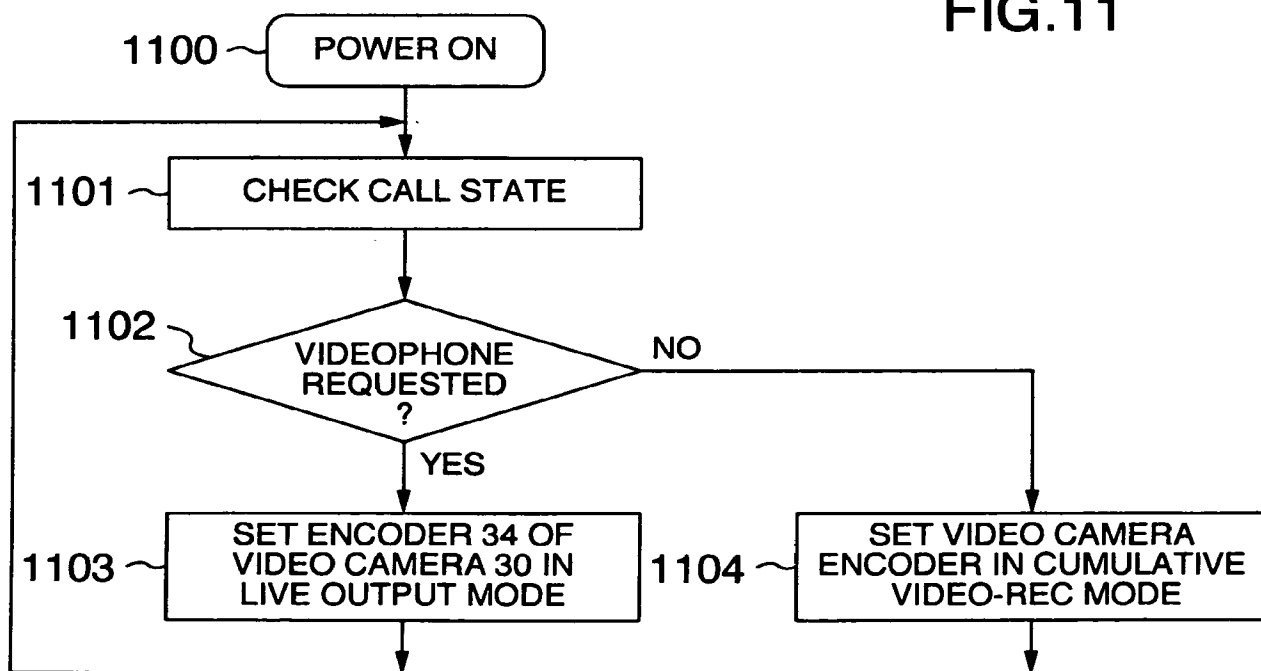 FIG.11
1100
POWER ON
1101
CHECK CALL STATE
1102
VIDEOPHONE
REQUESTED
?
NO
YES
1103
SET ENCODER 34 OF
VIDEO CAMERA 30 IN
LIVE OUTPUT MODE
1104
SET VIDEO CAMERA
ENCODER IN CUMULATIVE
VIDEO-REC MODE